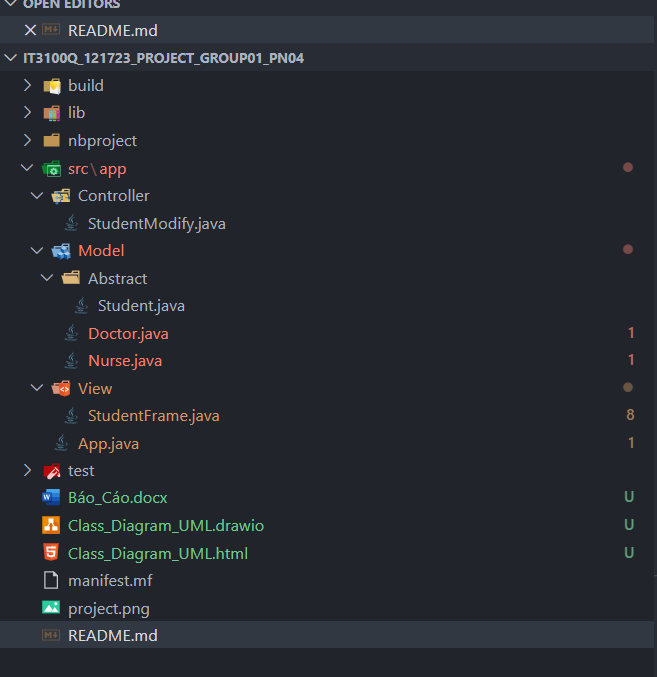 OPEN EDITORS
README.md
IT3100Q_121723_PROJECT_GROUP01_PN04
build
lib
nbproject
src\app
Controller
StudentModify.java
Model
Abstract
Student.java
Doctor.java 1
Nurse.java 1
View
StudentFrame.java 8
App.java 1
test
Báo_Cáo.docx U
Class_Diagram_UML.drawio U
Class_Diagram_UML.html U
manifest.mf
project.png
README.md